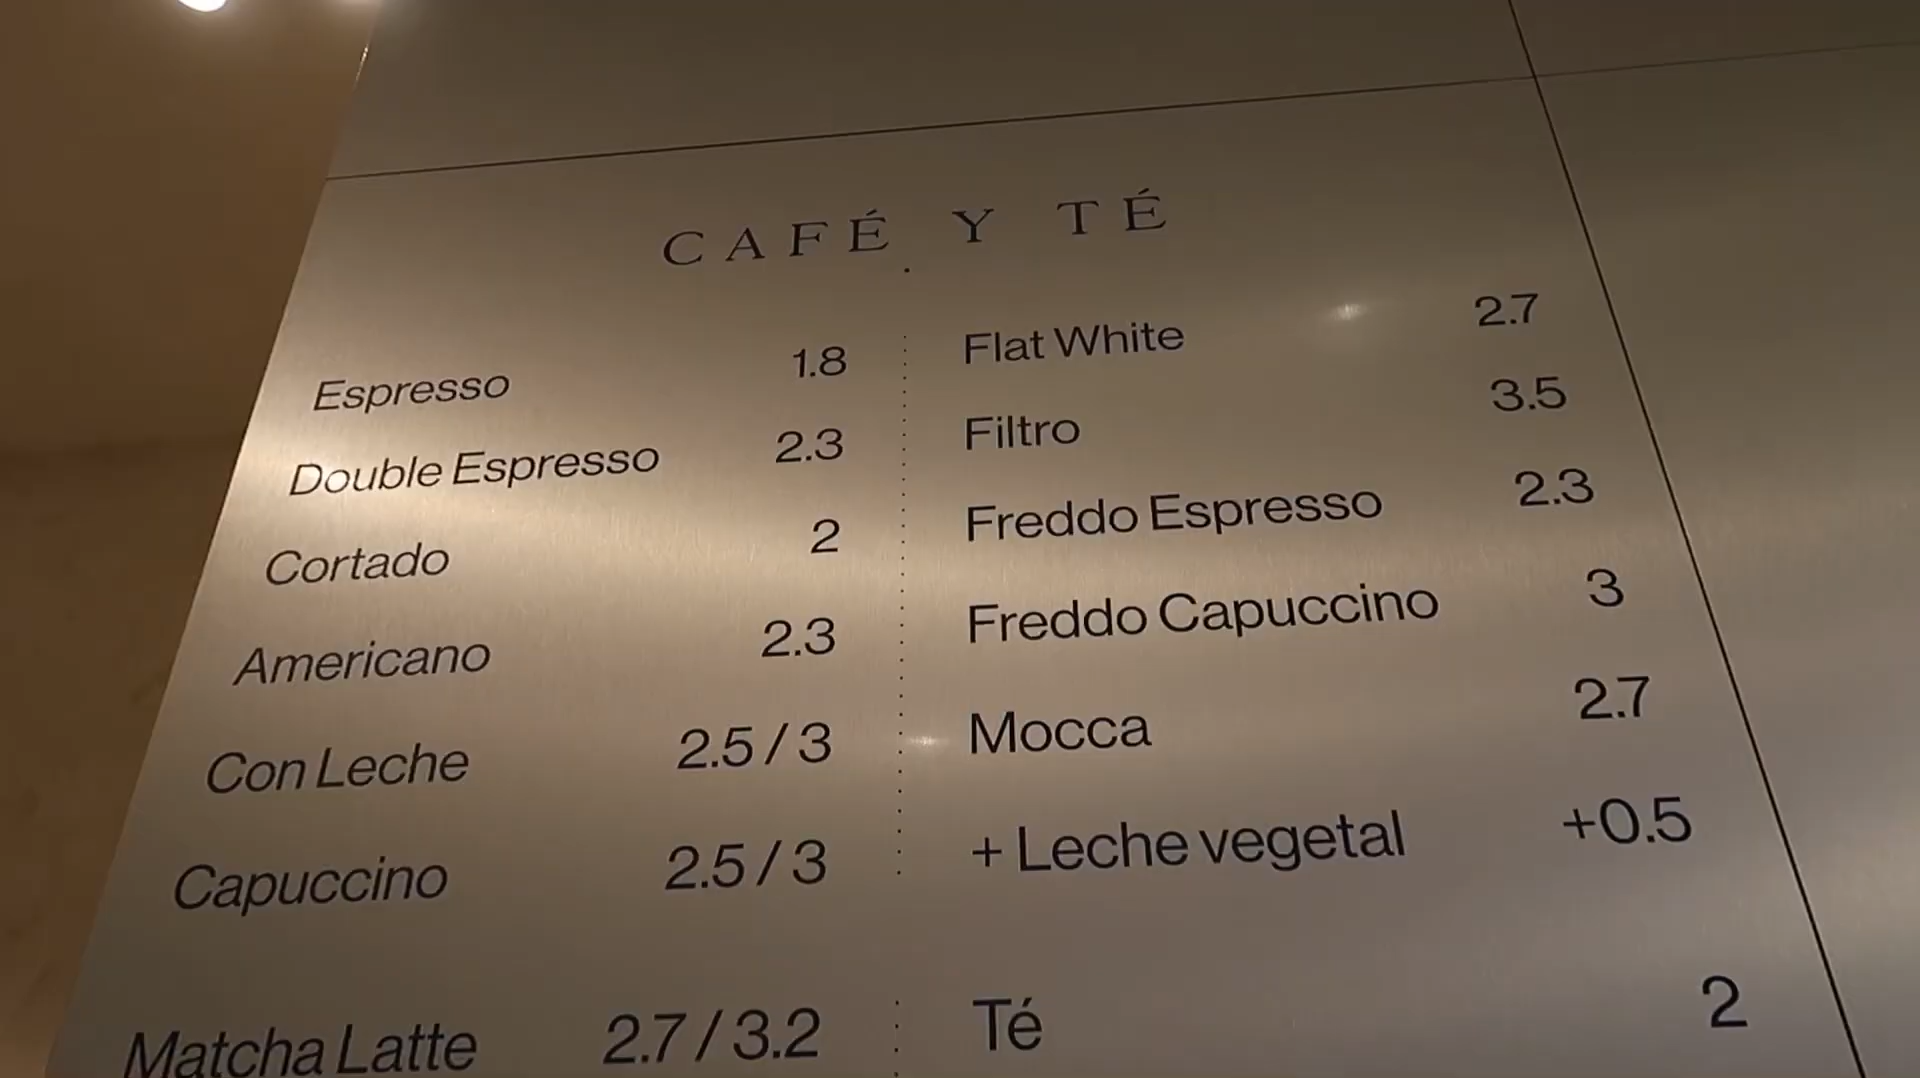 CAFÉ Y TÉ
Espresso 1.8
Double Espresso 2.3
Cortado 2
Americano 2.3
Con Leche 2.5 / 3
Capuccino 2.5 / 3
Matcha Latte 2.7 / 3.2
Flat White 2.7
Filtro 3.5
Freddo Espresso 2.3
Freddo Capuccino 3
Mocca 2.7
+ Leche vegetal +0.5
Té 2